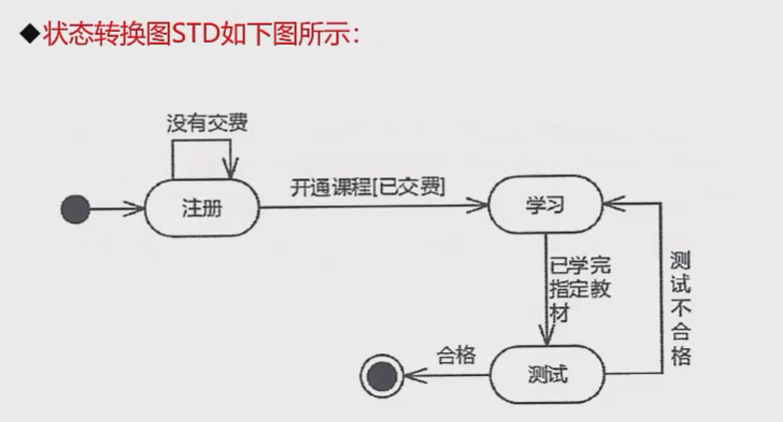 ◆状态转换图STD如下图所示：
没有交费
注册
开通课程[已交费]
学习
已学完
指定教
材
测
试
不
合
格
合格
测试